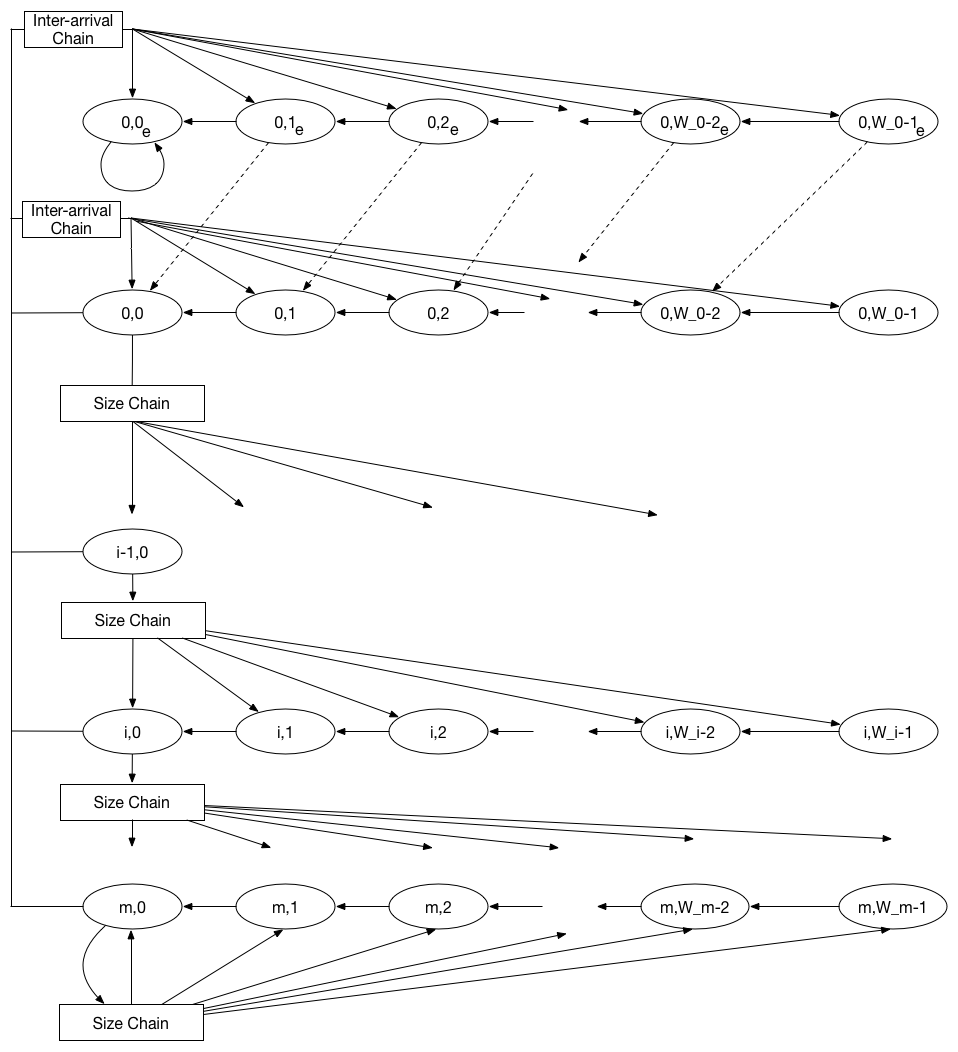 Inter-arrival
Chain
0,0e
0,1e
0,2e
0,W_0-2e
0,W_0-1e
Inter-arrival
Chain
0,0
0,1
0,2
0,W_0-2
0,W_0-1
Size Chain
i-1,0
Size Chain
i,0
i,1
i,2
i,W_i-2
i,W_i-1
Size Chain
m,0
m,1
m,2
m,W_m-2
m,W_m-1
Size Chain